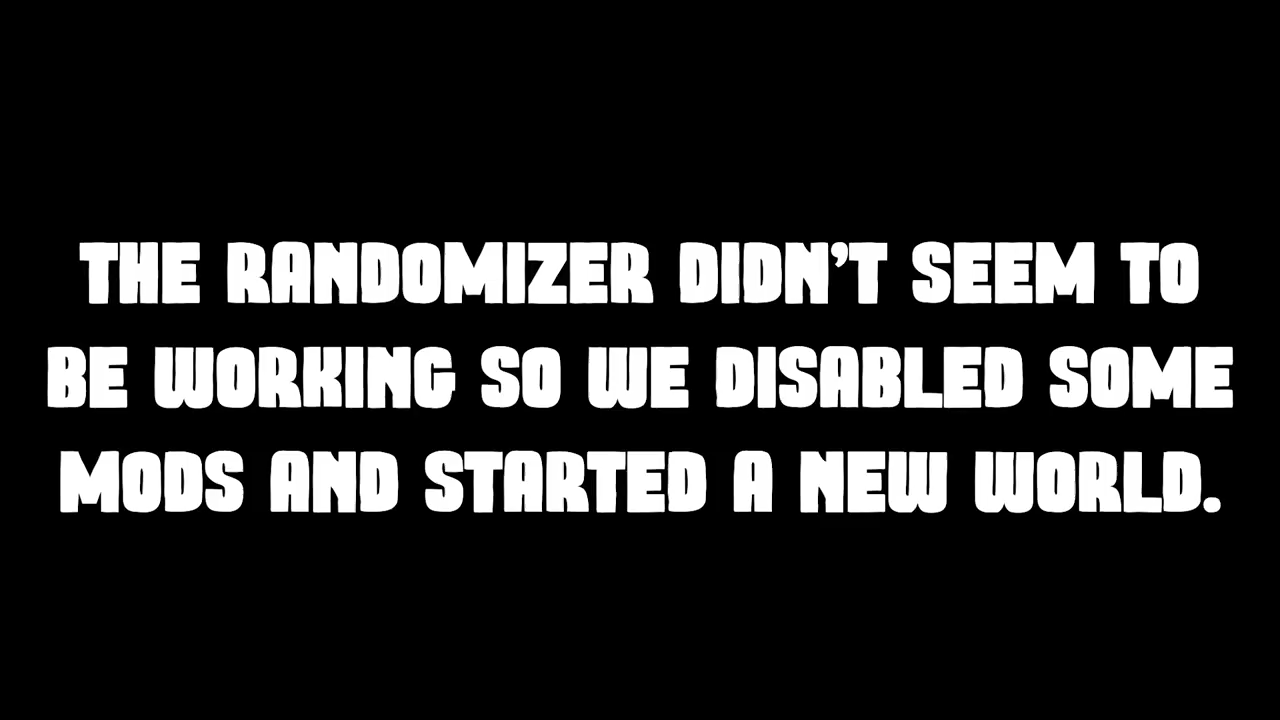 THE RANDOMIZER DIDN'T SEEM TO
BE WORKING SO WE DISABLED SOME
MODS AND STARTED A NEW WORLD.